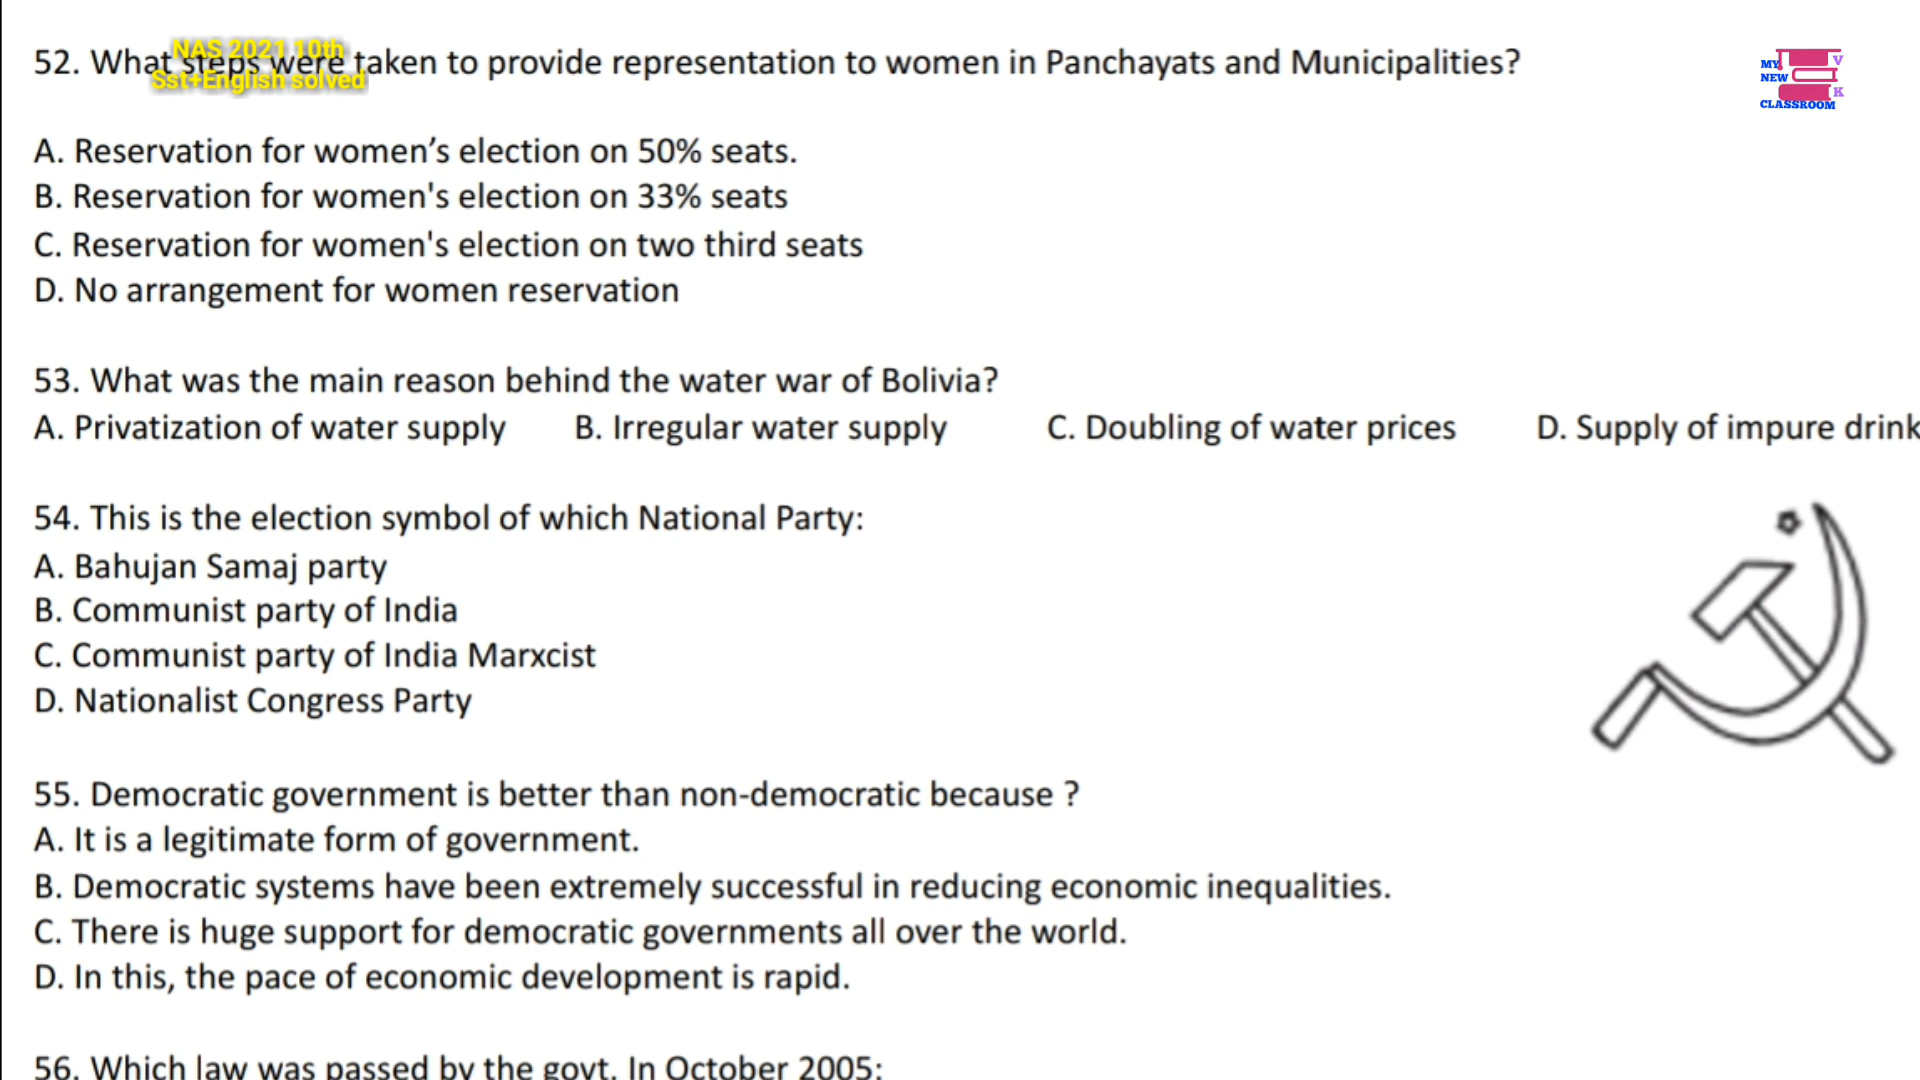 52. What steps were taken to provide representation to women in Panchayats and Municipalities?
NAS 2021 10th
Sst+English solved
MY NEW CLASSROOM V K
A. Reservation for women’s election on 50% seats.
B. Reservation for women's election on 33% seats
C. Reservation for women's election on two third seats
D. No arrangement for women reservation
53. What was the main reason behind the water war of Bolivia?
A. Privatization of water supply B. Irregular water supply C. Doubling of water prices D. Supply of impure drink
54. This is the election symbol of which National Party:
A. Bahujan Samaj party
B. Communist party of India
C. Communist party of India Marxcist
D. Nationalist Congress Party
55. Democratic government is better than non-democratic because ?
A. It is a legitimate form of government.
B. Democratic systems have been extremely successful in reducing economic inequalities.
C. There is huge support for democratic governments all over the world.
D. In this, the pace of economic development is rapid.
56. Which law was passed by the govt. In October 2005: